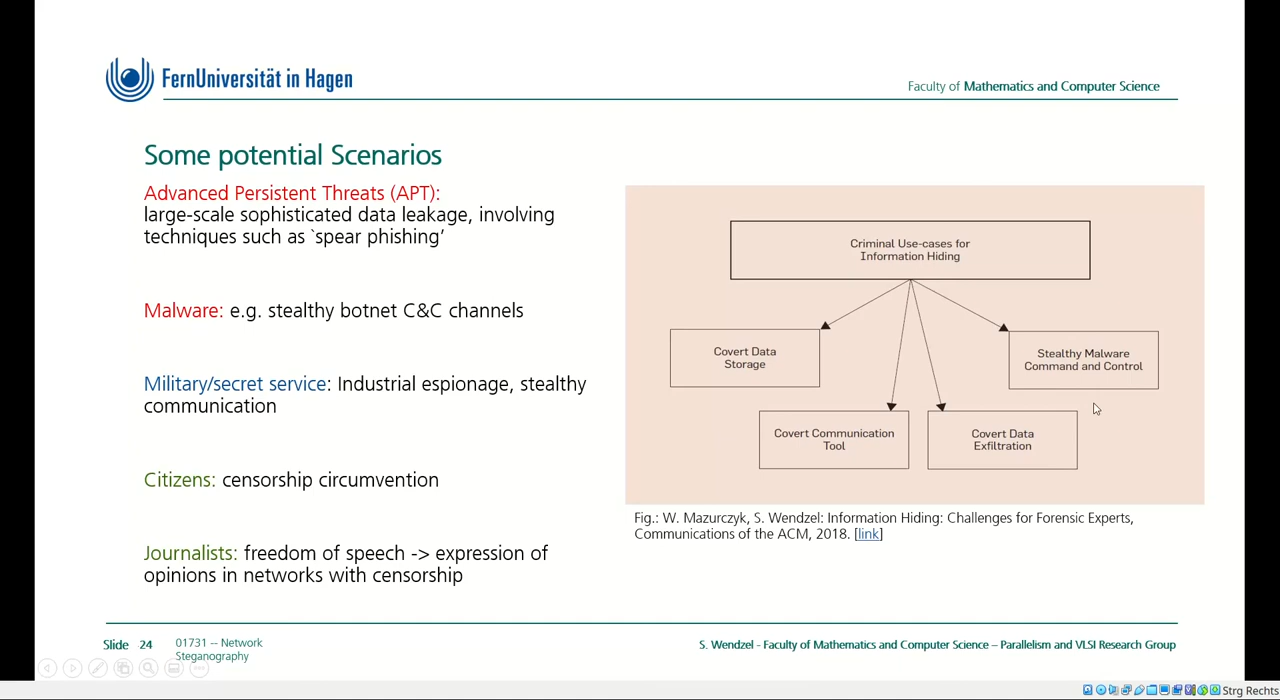 FernUniversität in Hagen
Faculty of Mathematics and Computer Science
Some potential Scenarios
Advanced Persistent Threats (APT):
large-scale sophisticated data leakage, involving
techniques such as `spear phishing’
Malware: e.g. stealthy botnet C&C channels
Military/secret service: Industrial espionage, stealthy
communication
Citizens: censorship circumvention
Journalists: freedom of speech -> expression of
opinions in networks with censorship
Criminal Use-cases for
Information Hiding
Covert Data
Storage
Stealthy Malware
Command and Control
Covert Communication
Tool
Covert Data
Exfiltration
Fig.: W. Mazurczyk, S. Wendzel: Information Hiding: Challenges for Forensic Experts,
Communications of the ACM, 2018. [link]
Slide 24
01731 -- Network
Steganography
S. Wendzel - Faculty of Mathematics and Computer Science – Parallelism and VLSI Research Group
Strg Rechts